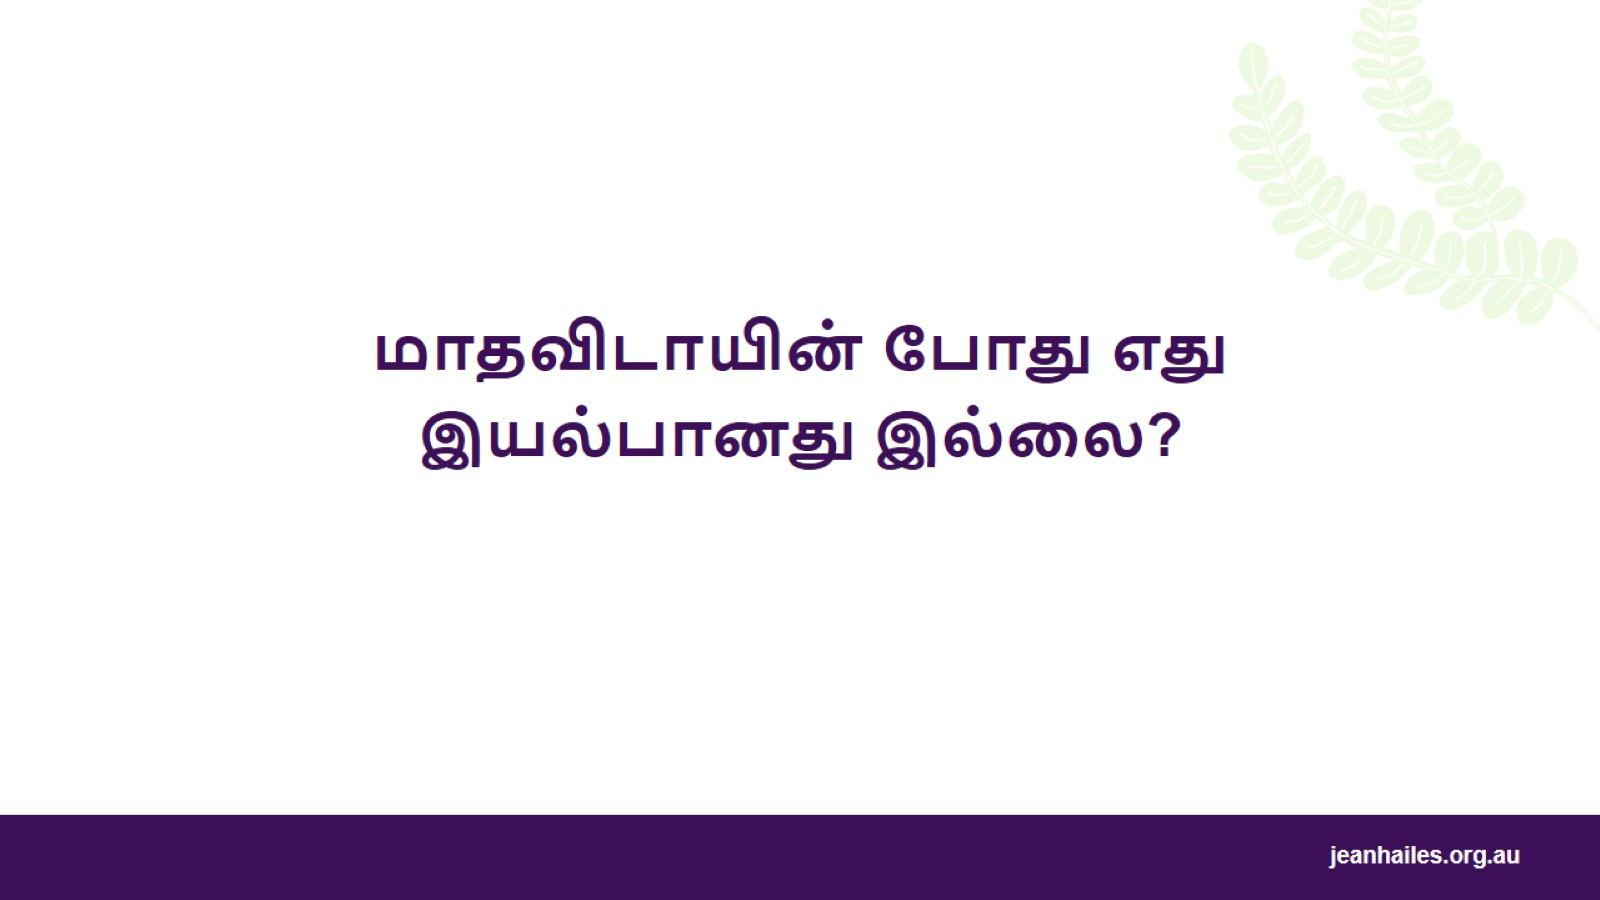 மாதவிடாயின் போது எது
இயல்பானது இல்லை?
jeanhailes.org.au